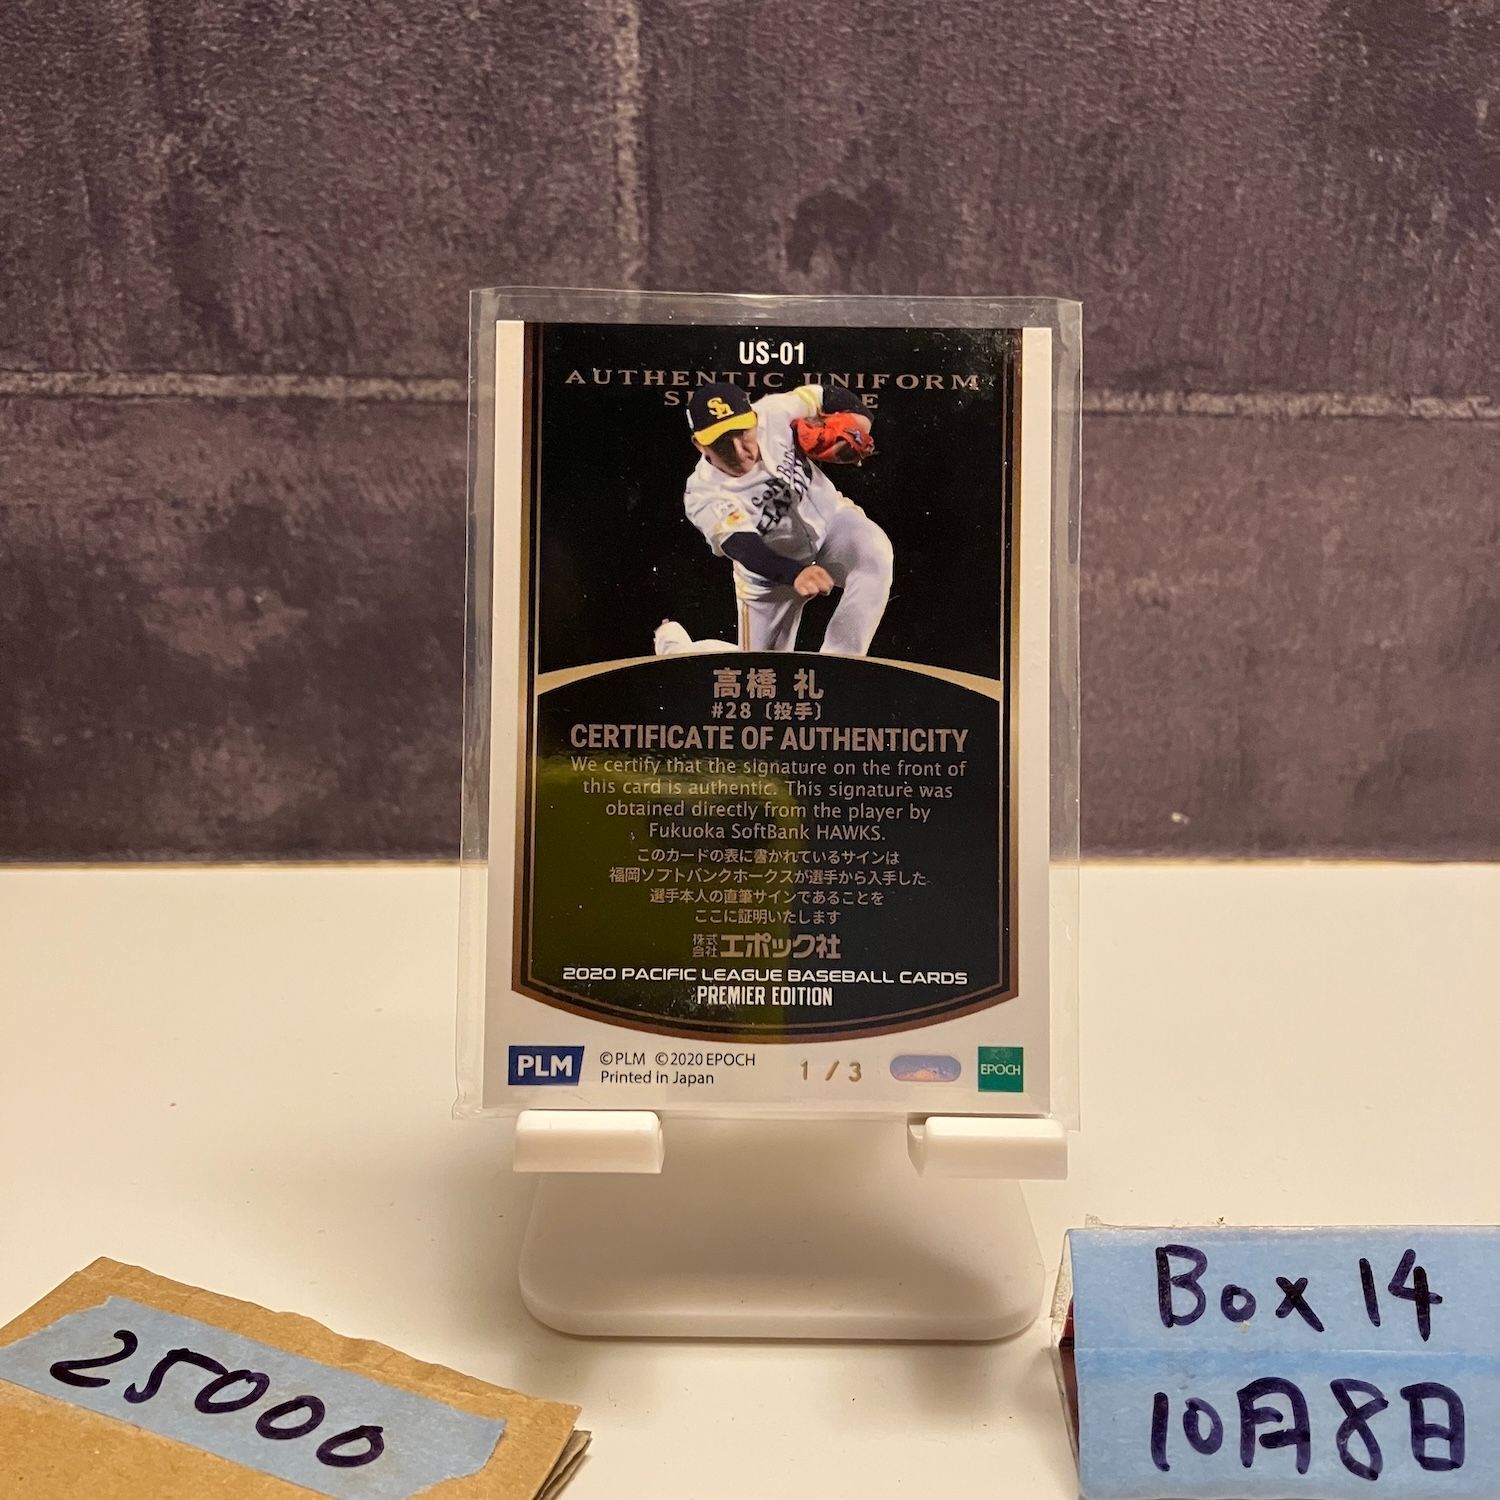 US-01
AUTHENTIC UNIFORM
高橋 礼
#28〔投手〕
CERTIFICATE OF AUTHENTICITY
We certify that the signature on the front of
this card is authentic. This signature was
obtained directly from the player by
Fukuoka SoftBank HAWKS.
このカードの表に書かれているサインは
福岡ソフトバンクホークスが選手から入手した
選手本人の直筆サインであることを
ここに証明いたします
株式会社エポック社
2020 PACIFIC LEAGUE BASEBALL CARDS
PREMIER EDITION
PLM
©PLM ©2020 EPOCH
Printed in Japan
1/3
EPOCH
25000
Box 14
10月8日